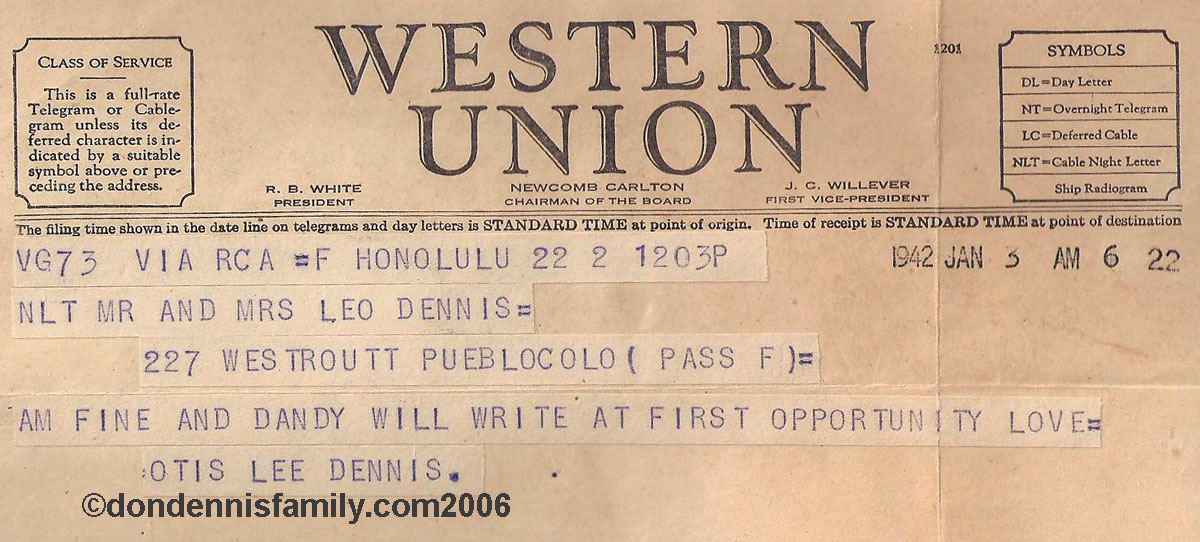 CLASS OF SERVICE
This is a full-rate
Telegram or Cable-
gram unless its de-
ferred character is in-
dicated by a suitable
symbol above or pre-
ceding the address.
WESTERN
UNION
1201
R. B. WHITE
PRESIDENT
NEWCOMB CARLTON
CHAIRMAN OF THE BOARD
J. C. WILLEVER
FIRST VICE-PRESIDENT
SYMBOLS
DL=Day Letter
NT=Overnight Telegram
LC=Deferred Cable
NLT=Cable Night Letter
Ship Radiogram
The filing time shown in the date line on telegrams and day letters is STANDARD TIME at point of origin. Time of receipt is STANDARD TIME at point of destination
VG73 VIA RCA =F HONOLULU 22 2 1203P 1942 JAN 3 AM 6 22
NLT MR AND MRS LEO DENNIS=
227 WESTROUTT PUEBLOCOLO( PASS F)=
AM FINE AND DANDY WILL WRITE AT FIRST OPPORTUNITY LOVE=
:OTIS LEE DENNIS.
©dondennisfamily.com2006